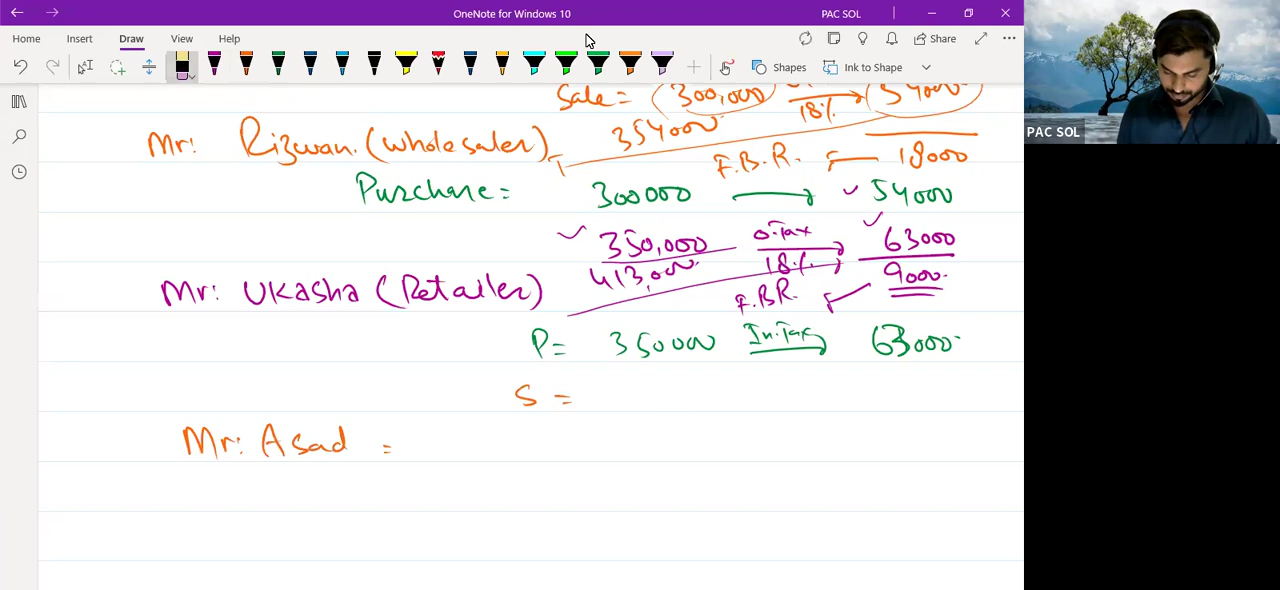 OneNote for Windows 10
PAC SOL
Home Insert Draw View Help
Share
Shapes
Ink to Shape
PAC SOL
Sale = 300,000 18% 54000
354000
Mr: Rizwan. (wholesaler)
F.B.R. 18000
Purchase = 300000 54000
350,000 O.Tax 63000
413,000 18% 9000
Mr: Ukasha (Retailer) F.B.R.
P = 350000 In.Tax 63000
S =
Mr: Asad =